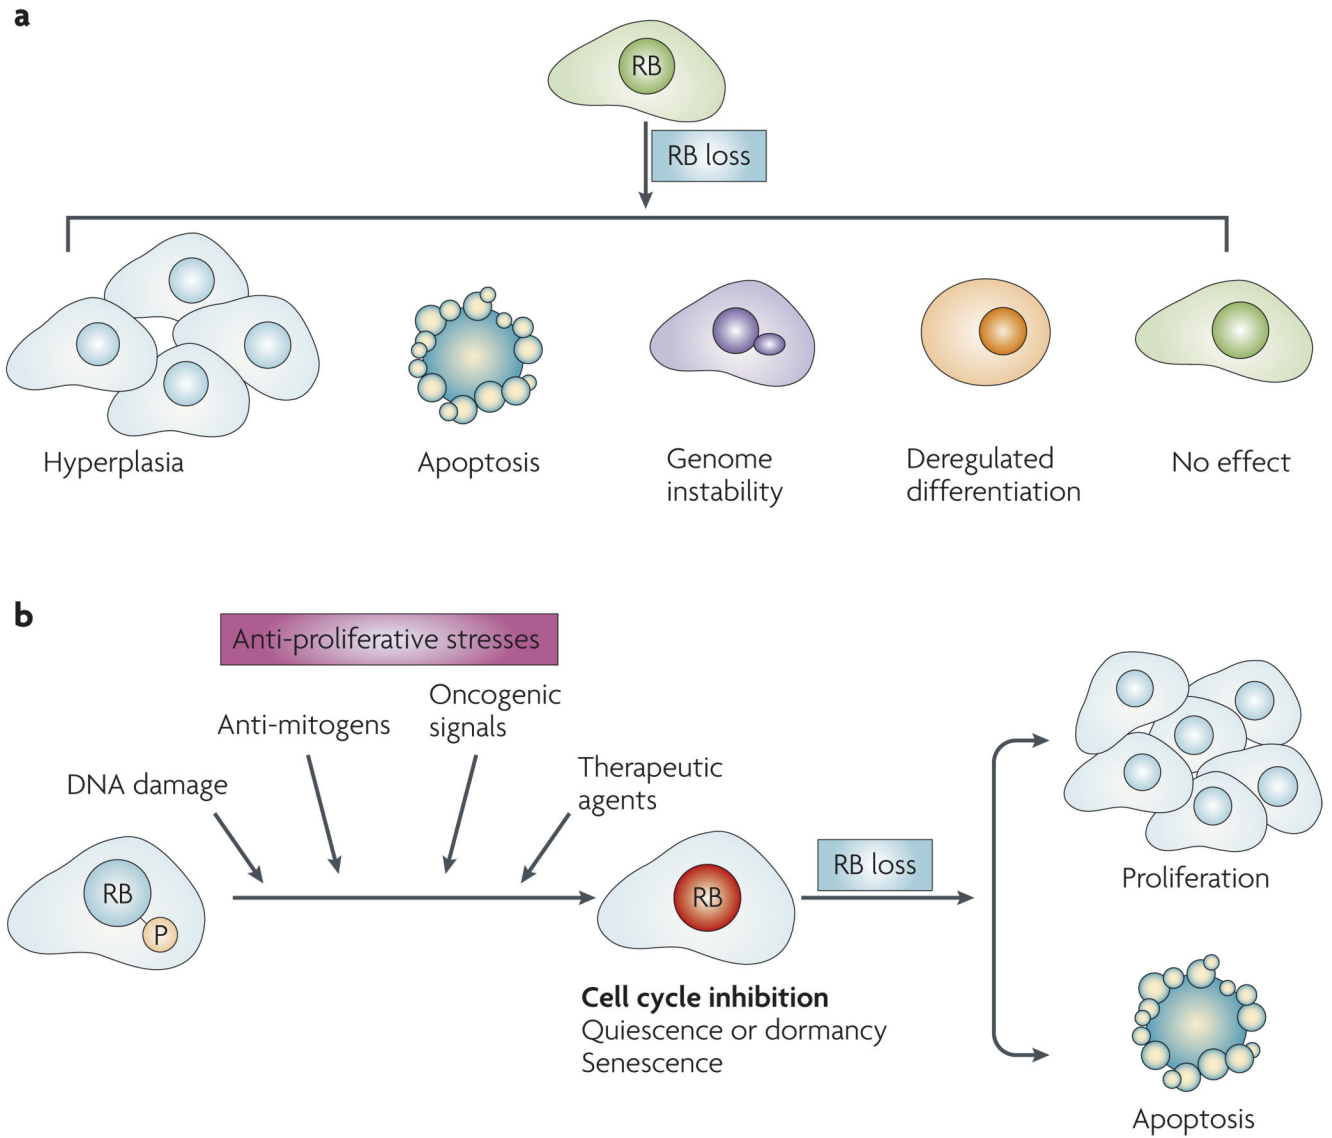 a
RB
RB loss
Hyperplasia
Apoptosis
Genome
instability
Deregulated
differentiation
No effect
b
Anti-proliferative stresses
DNA damage
Anti-mitogens
Oncogenic
signals
Therapeutic
agents
RB
P
RB
Cell cycle inhibition
Quiescence or dormancy
Senescence
RB loss
Proliferation
Apoptosis